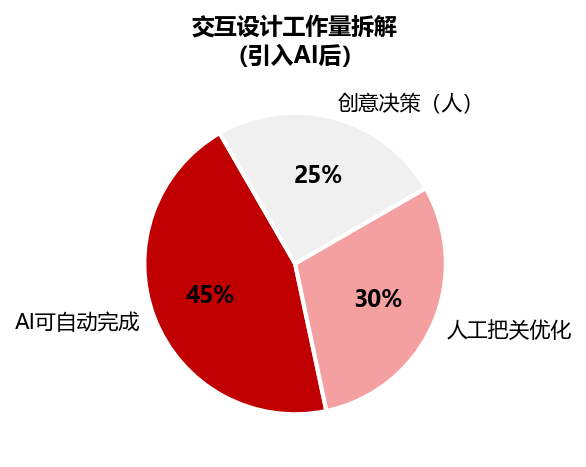 交互设计工作量拆解
(引入AI后)
创意决策（人）
25%
45%
30%
AI可自动完成
人工把关优化